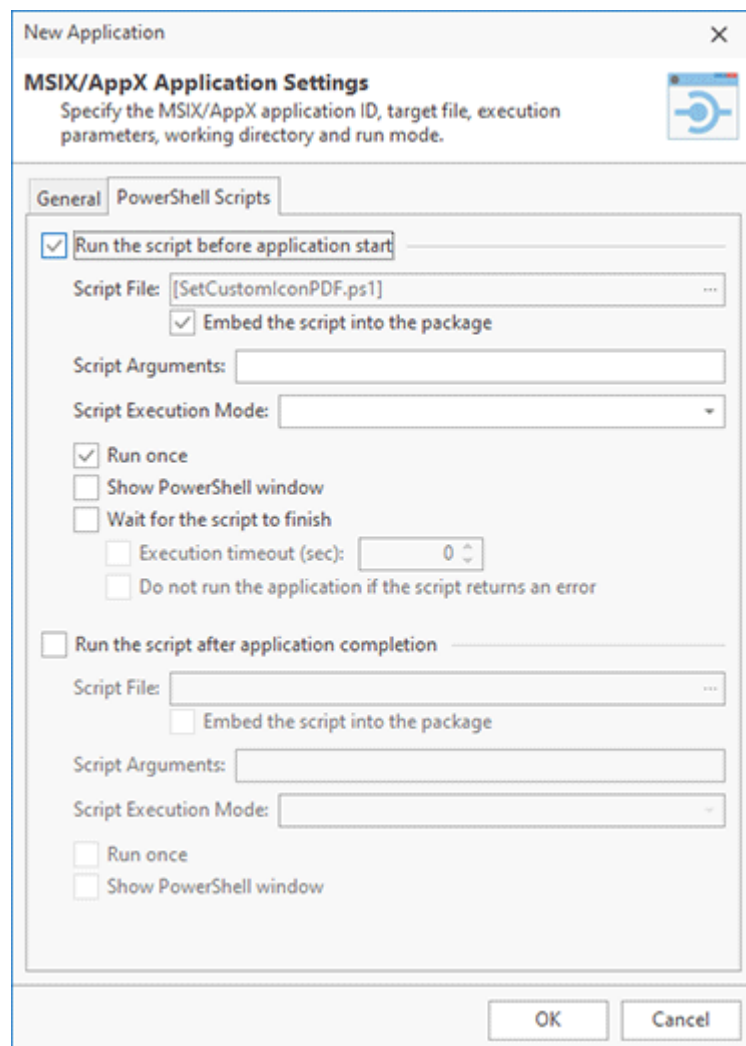 New Application
MSIX/AppX Application Settings
Specify the MSIX/AppX application ID, target file, execution
parameters, working directory and run mode.
General PowerShell Scripts
Run the script before application start
Script File: [SetCustomIconPDF.ps1] ...
Embed the script into the package
Script Arguments:
Script Execution Mode:
Run once
Show PowerShell window
Wait for the script to finish
Execution timeout (sec): 0
Do not run the application if the script returns an error
Run the script after application completion
Script File: ...
Embed the script into the package
Script Arguments:
Script Execution Mode:
Run once
Show PowerShell window
OK Cancel